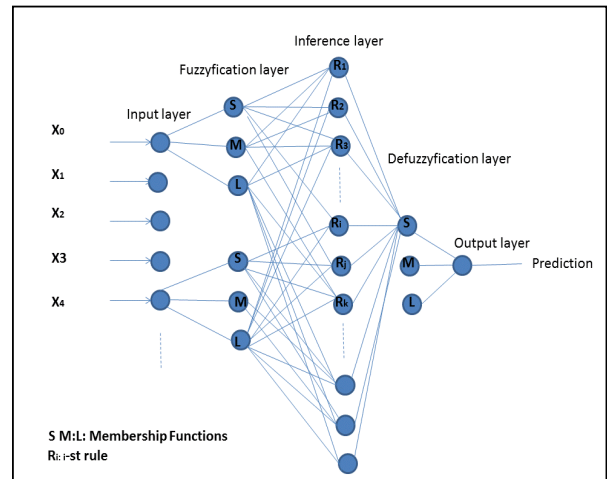 Inference layer
R1
Fuzzyfication layer
S
R2
Input layer
X0
M
R3
Defuzzyfication layer
X1
L
X2
Ri
S
Output layer
X3
S
Rj
M
Prediction
X4
M
Rk
L
L
S M:L: Membership Functions
Ri: i-st rule